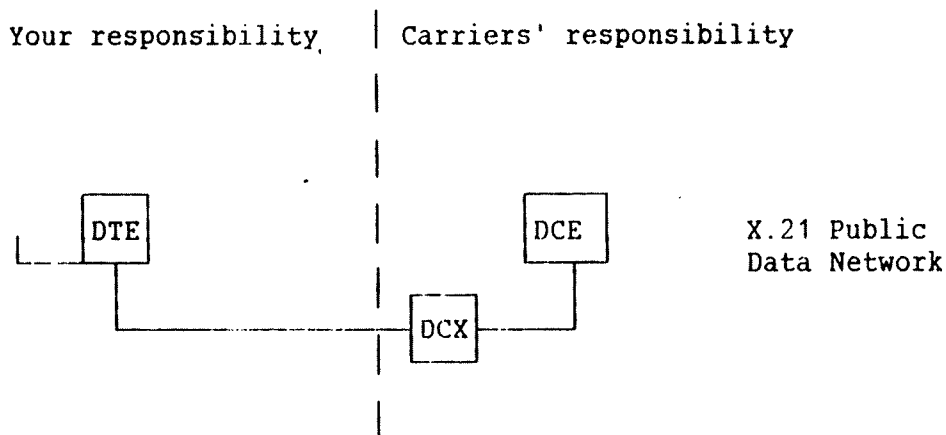 Your responsibility
Carriers' responsibility
DTE
DCE
X.21 Public
Data Network
DCX